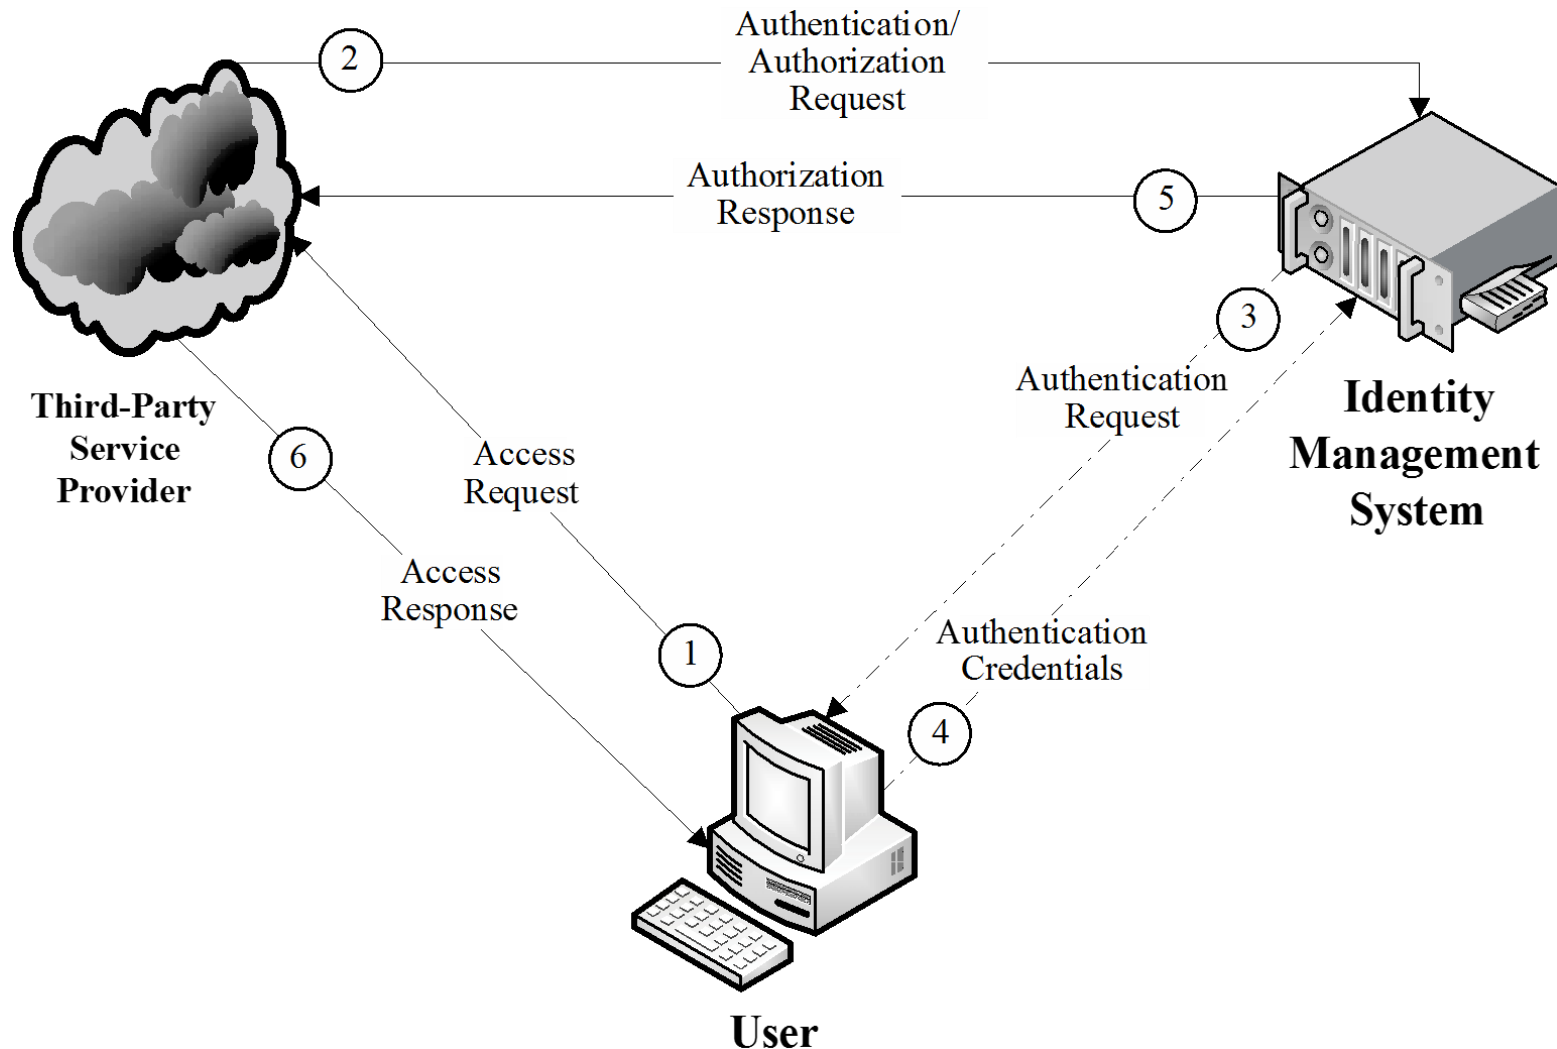 2
Authentication/
Authorization
Request
Authorization
Response
5
3
Authentication
Request
Identity
Management
System
Third-Party
Service
Provider
6
Access
Request
Access
Response
1
Authentication
Credentials
4
User